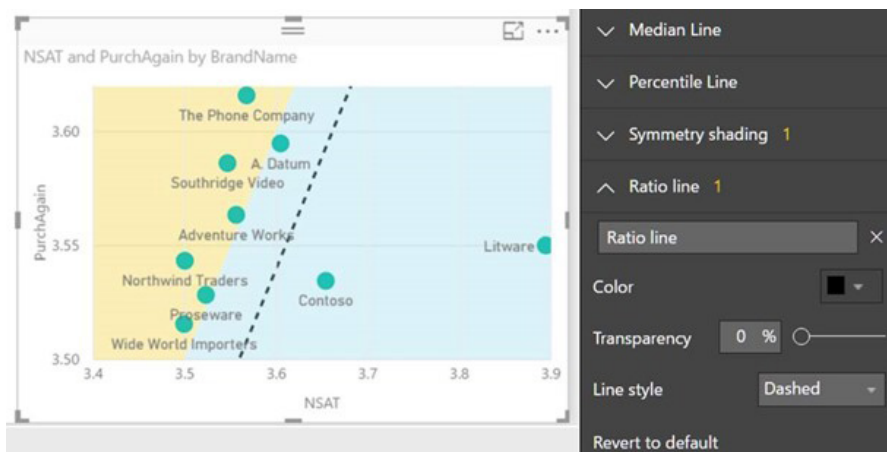 NSAT and PurchAgain by BrandName
The Phone Company
3.60
A. Datum
Southridge Video
PurchAgain
Adventure Works
3.55
Litware
Northwind Traders
Contoso
Proseware
Wide World Importers
3.50
3.4 3.5 3.6 3.7 3.8 3.9
NSAT
Median Line
Percentile Line
Symmetry shading 1
Ratio line 1
Ratio line
Color
Transparency 0 %
Line style Dashed
Revert to default